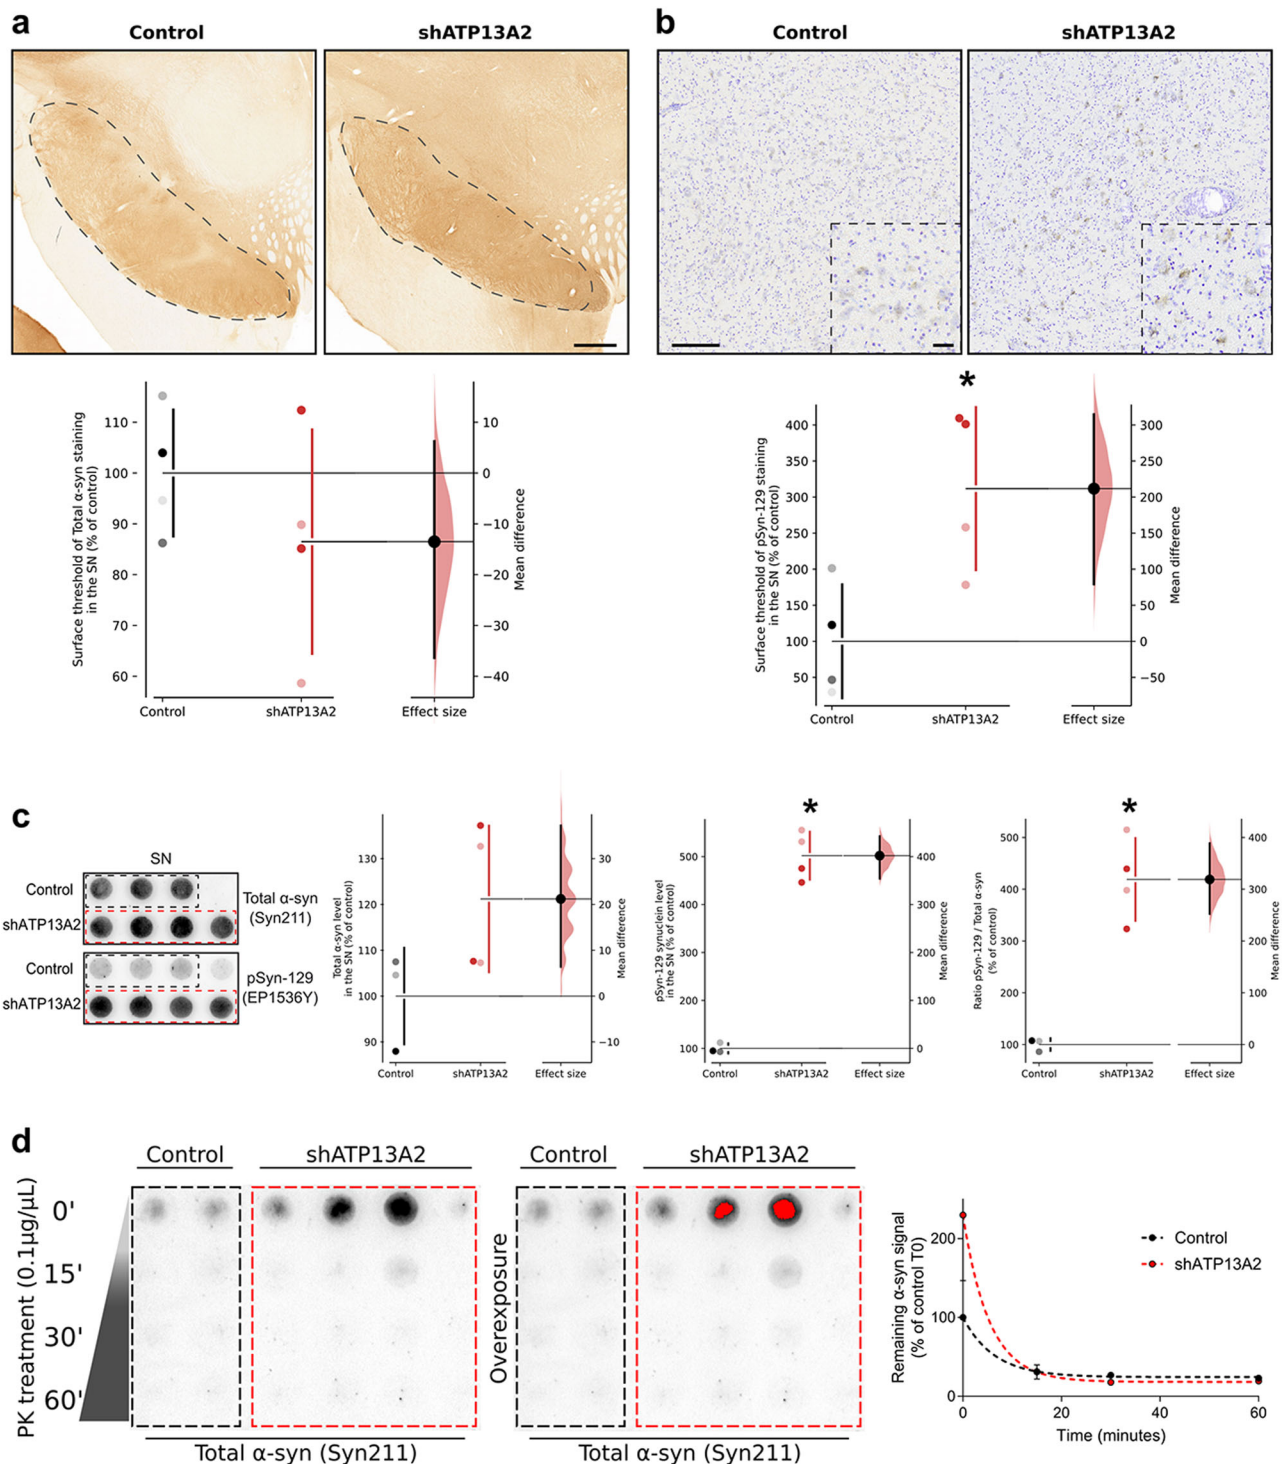 a
Control
shATP13A2
b
Control
shATP13A2
Surface threshold of Total α-syn staining
in the SN (% of control)
110
100
90
80
70
60
10
0
−10
−20
−30
−40
Mean difference
Control
shATP13A2
Effect size
*
Surface threshold of pSyn-129 staining
in the SN (% of control)
400
350
300
250
200
150
100
50
300
250
200
150
100
50
0
−50
Mean difference
Control
shATP13A2
Effect size
c
SN
Control
shATP13A2
Total α-syn
(Syn211)
Control
shATP13A2
pSyn-129
(EP1536Y)
Total α-syn level
in the SN (% of control)
130
120
110
100
90
30
20
10
0
−10
Mean difference
Control
shATP13A2
Effect size
*
pSyn-129 synuclein level
in the SN (% of control)
500
400
300
200
100
400
300
200
100
0
Mean difference
Control
shATP13A2
Effect size
*
Ratio pSyn-129 / Total α-syn
(% of control)
500
400
300
200
100
400
300
200
100
0
Mean difference
Control
shATP13A2
Effect size
d
Control
shATP13A2
PK treatment (0.1µg/µL)
0'
15'
30'
60'
Total α-syn (Syn211)
Control
shATP13A2
Overexposure
Total α-syn (Syn211)
Remaining α-syn signal
(% of control T0)
200
100
0
0
20
40
60
Time (minutes)
Control
shATP13A2